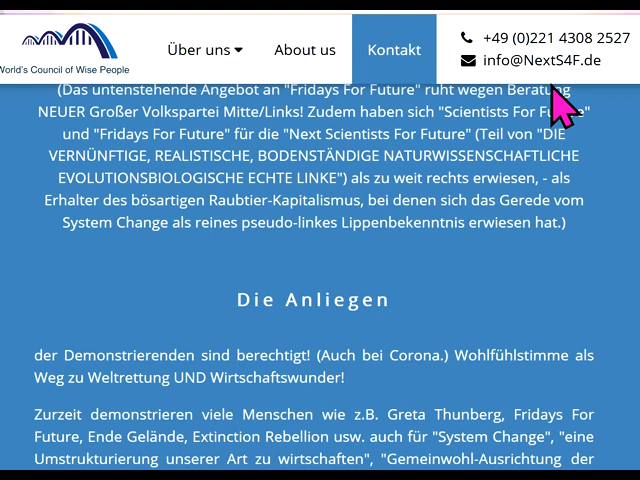 World's Council of Wise People
Über uns
About us
Kontakt
+49 (0)221 4308 2527
info@NextS4F.de
(Das untenstehende Angebot an "Fridays For Future" ruht wegen Beratung
NEUER Großer Volkspartei Mitte/Links! Zudem haben sich "Scientists For Future"
und "Fridays For Future" für die "Next Scientists For Future" (Teil von "DIE
VERNÜNFTIGE, REALISTISCHE, BODENSTÄNDIGE NATURWISSENSCHAFTLICHE
EVOLUTIONSBIOLOGISCHE ECHTE LINKE") als zu weit rechts erwiesen, - als
Erhalter des bösartigen Raubtier-Kapitalismus, bei denen sich das Gerede vom
System Change als reines pseudo-linkes Lippenbekenntnis erwiesen hat.)
Die Anliegen
der Demonstrierenden sind berechtigt! (Auch bei Corona.) Wohlfühlstimme als
Weg zu Weltrettung UND Wirtschaftswunder!
Zurzeit demonstrieren viele Menschen wie z.B. Greta Thunberg, Fridays For
Future, Ende Gelände, Extinction Rebellion usw. auch für "System Change", "eine
Umstrukturierung unserer Art zu wirtschaften", "Gemeinwohl-Ausrichtung der